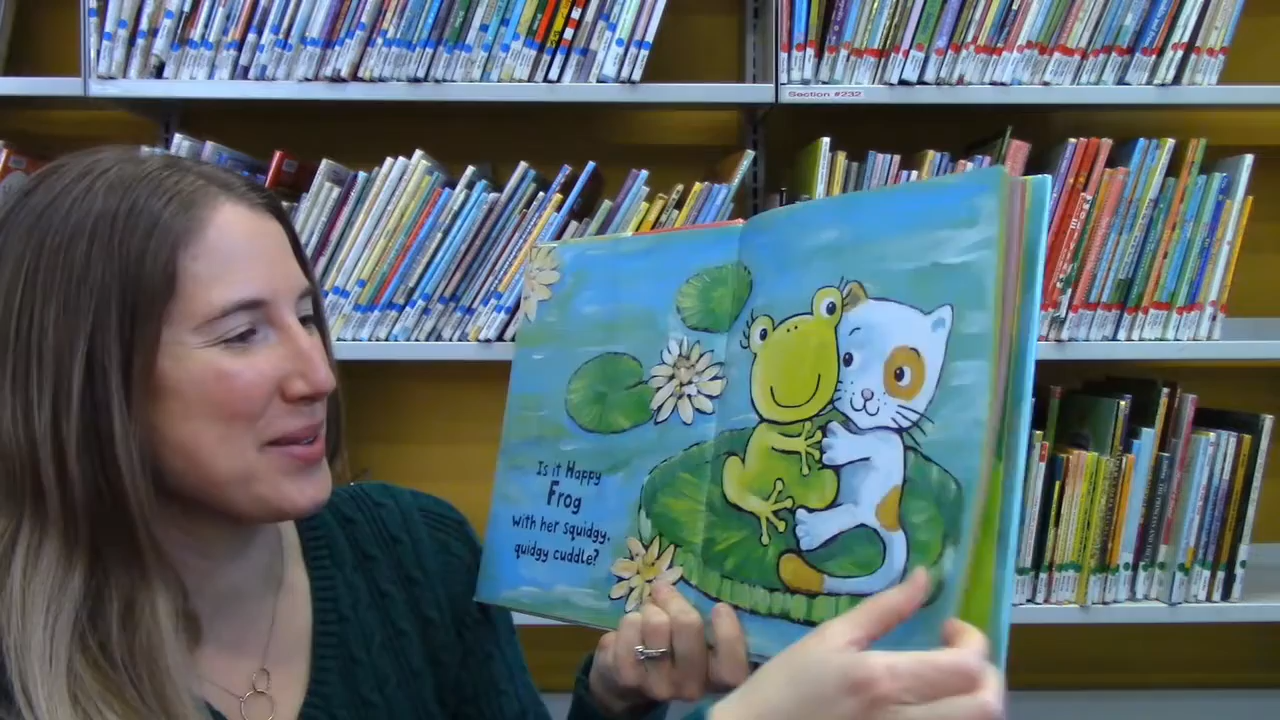 Section #232
Is it Happy
Frog
with her squidgy,
quidgy cuddle?